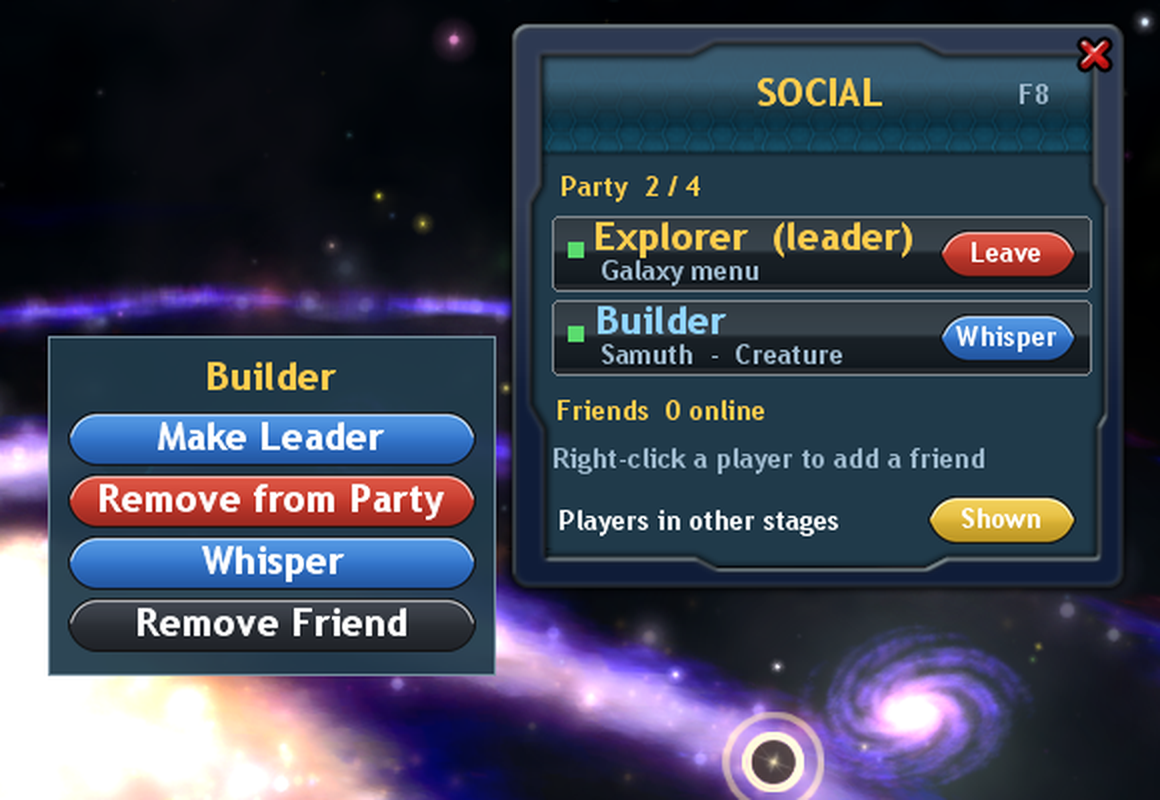 SOCIAL F8
Party 2 / 4
Explorer (leader)
Galaxy menu
Leave
Builder
Samuth - Creature
Whisper
Friends 0 online
Right-click a player to add a friend
Players in other stages
Shown
Builder
Make Leader
Remove from Party
Whisper
Remove Friend